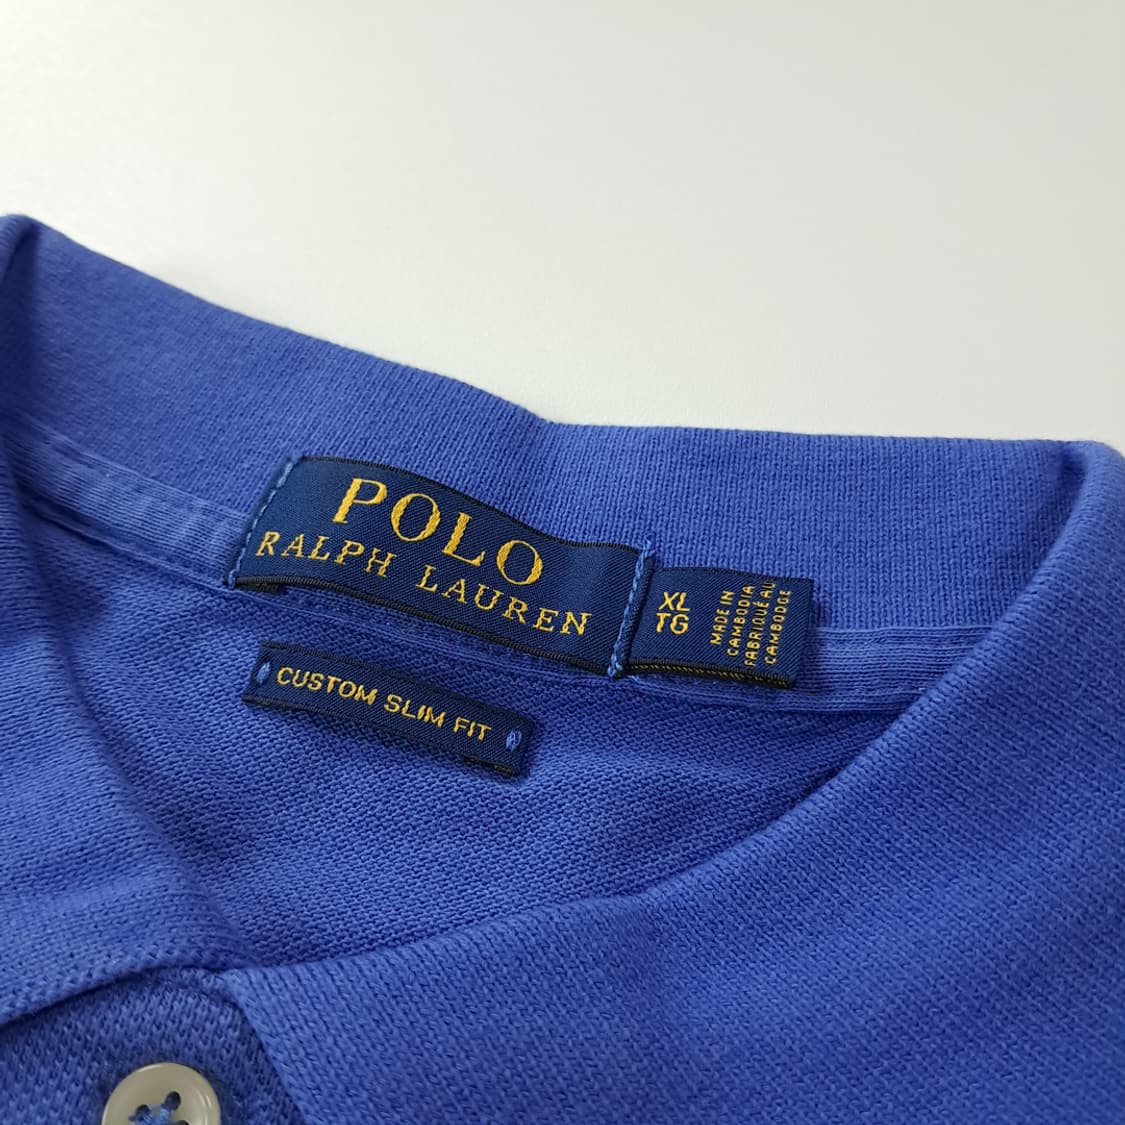 POLO
RALPH LAUREN
XL
TG
MADE IN
CAMBODIA
FABRIQUÉ AU
CAMBODGE
CUSTOM SLIM FIT